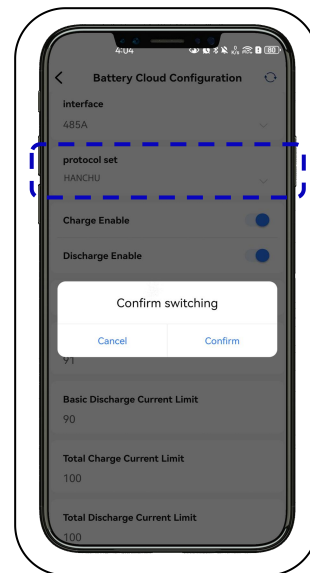 4:04
80
Battery Cloud Configuration
interface
485A
protocol set
HANCHU
Charge Enable
Discharge Enable
Confirm switching
Cancel
Confirm
91
Basic Discharge Current Limit
90
Total Charge Current Limit
100
Total Discharge Current Limit
100